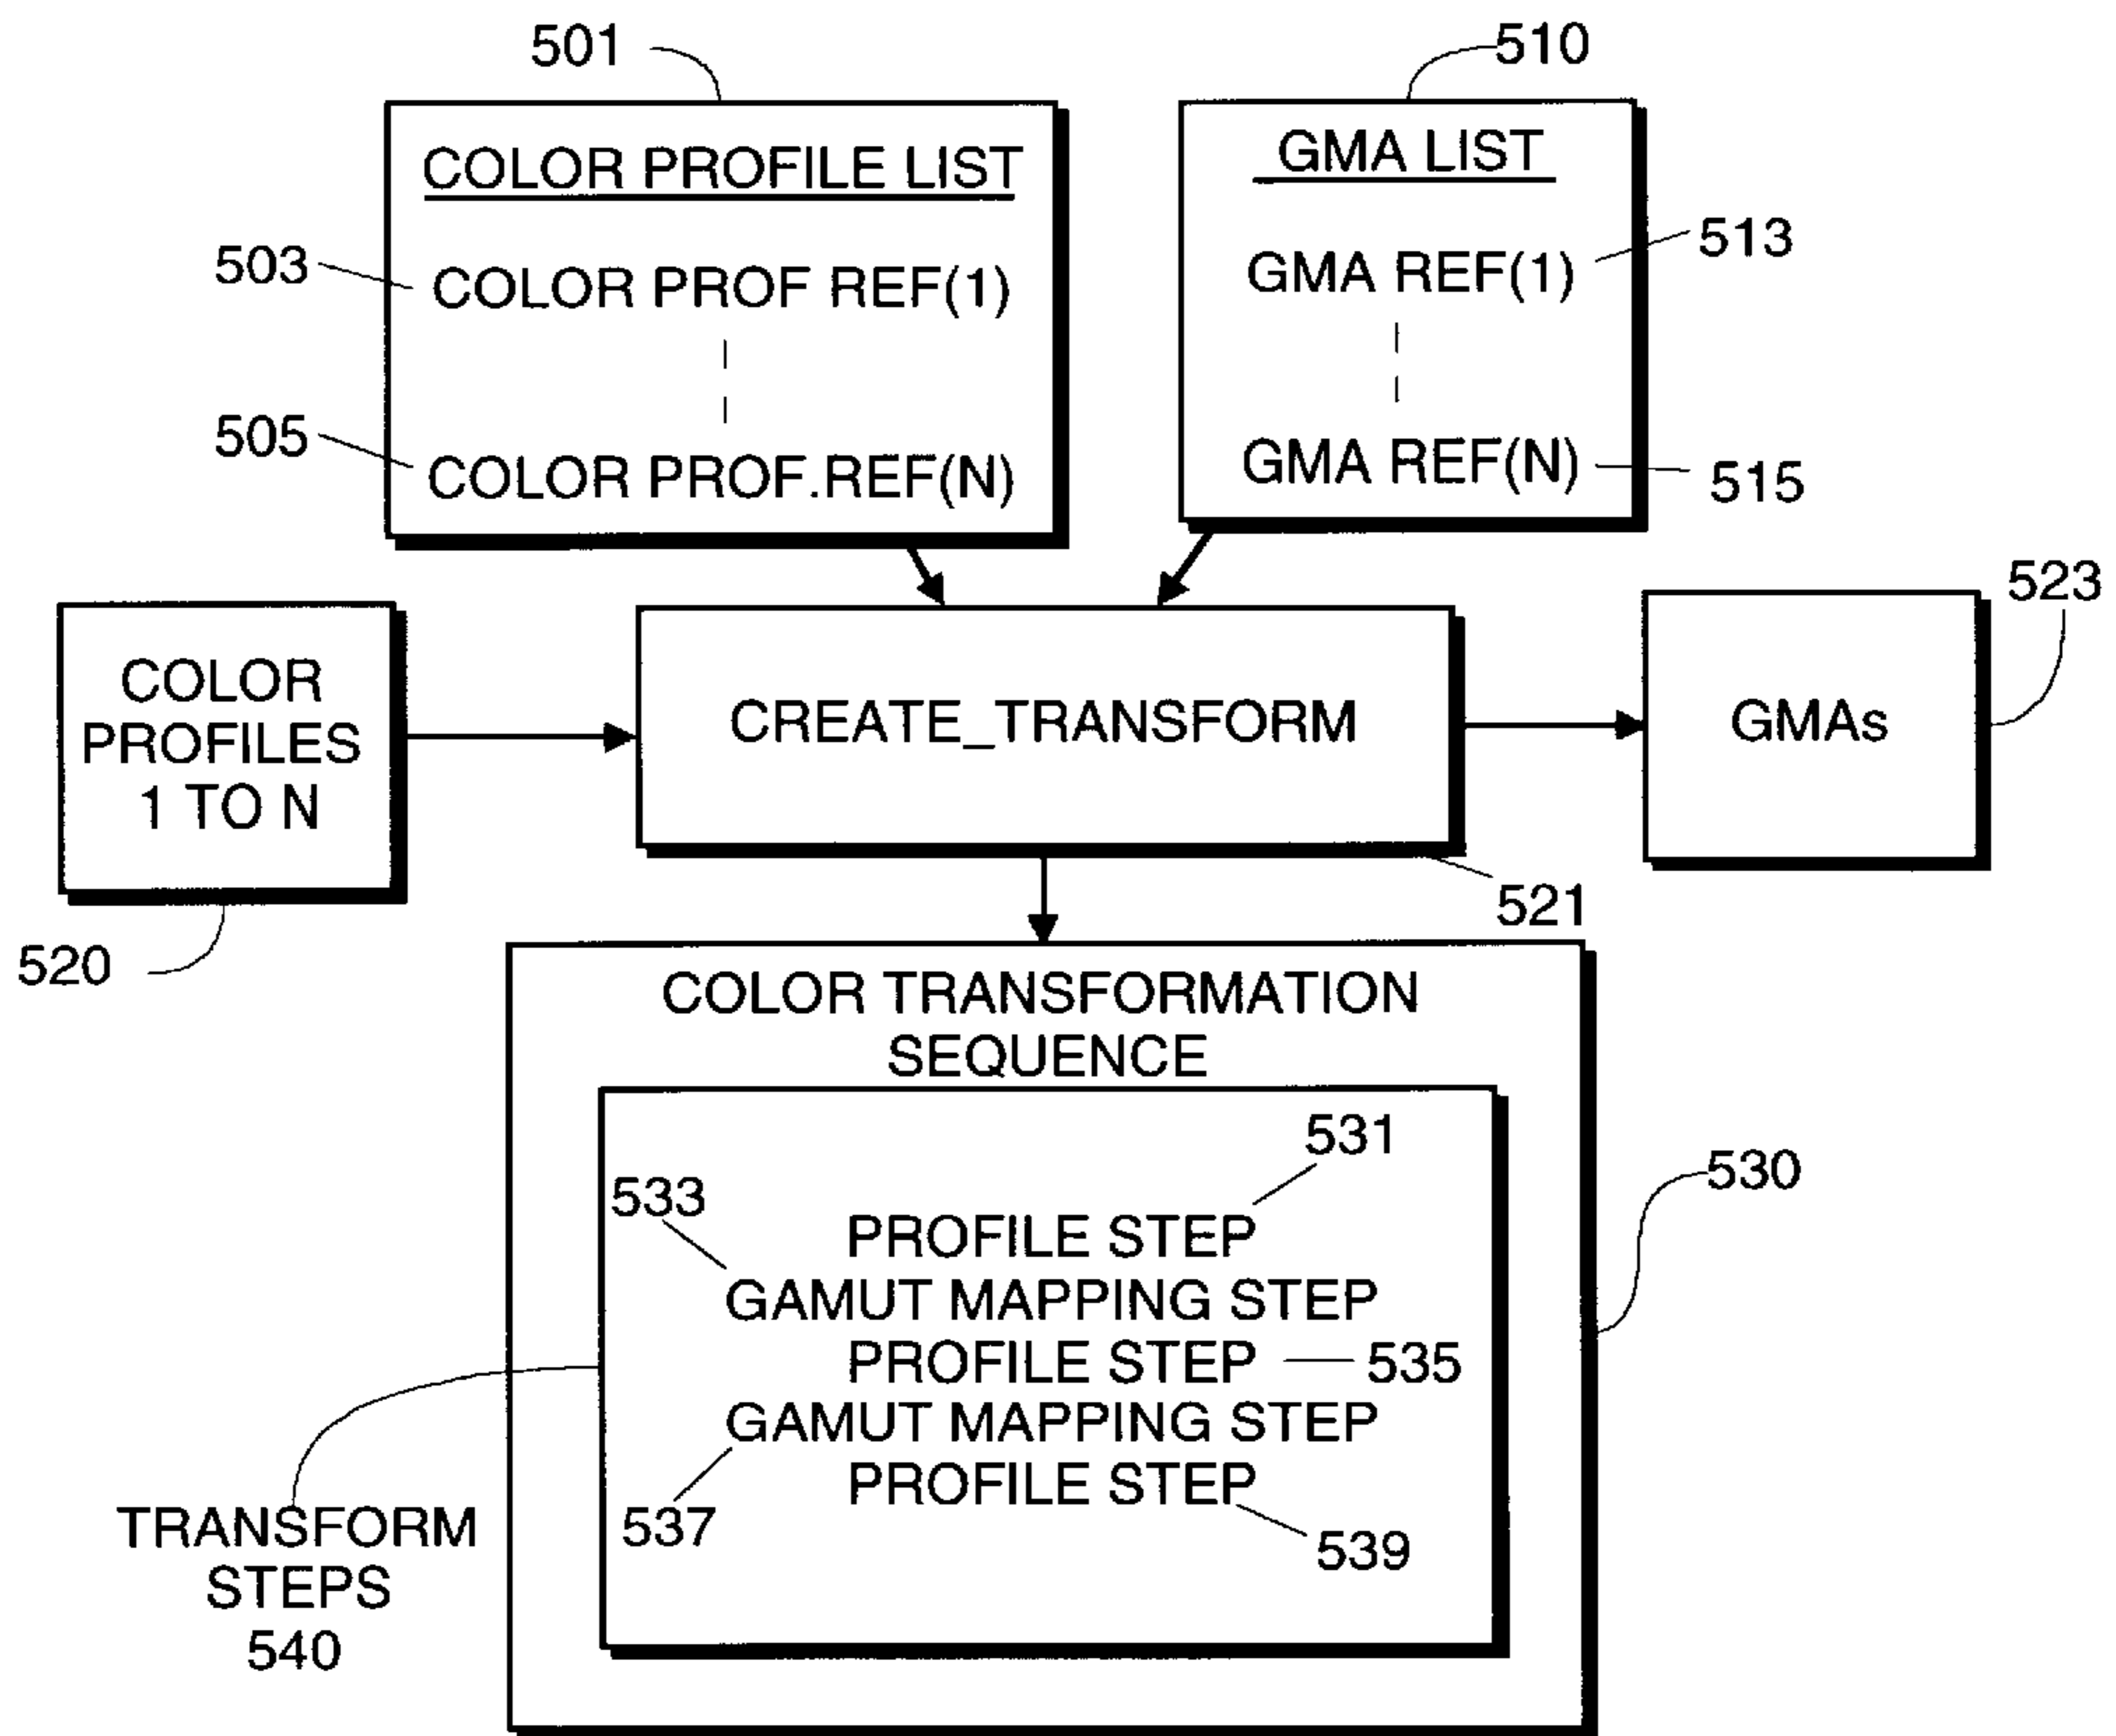 501
510
COLOR PROFILE LIST
GMA LIST
503
COLOR PROF REF(1)
GMA REF(1)
513
505
COLOR PROF.REF(N)
GMA REF(N)
515
523
COLOR
PROFILES
1 TO N
CREATE_TRANSFORM
GMAs
520
521
COLOR TRANSFORMATION
SEQUENCE
531
530
533
PROFILE STEP
GAMUT MAPPING STEP
PROFILE STEP
535
GAMUT MAPPING STEP
PROFILE STEP
537
539
TRANSFORM
STEPS
540